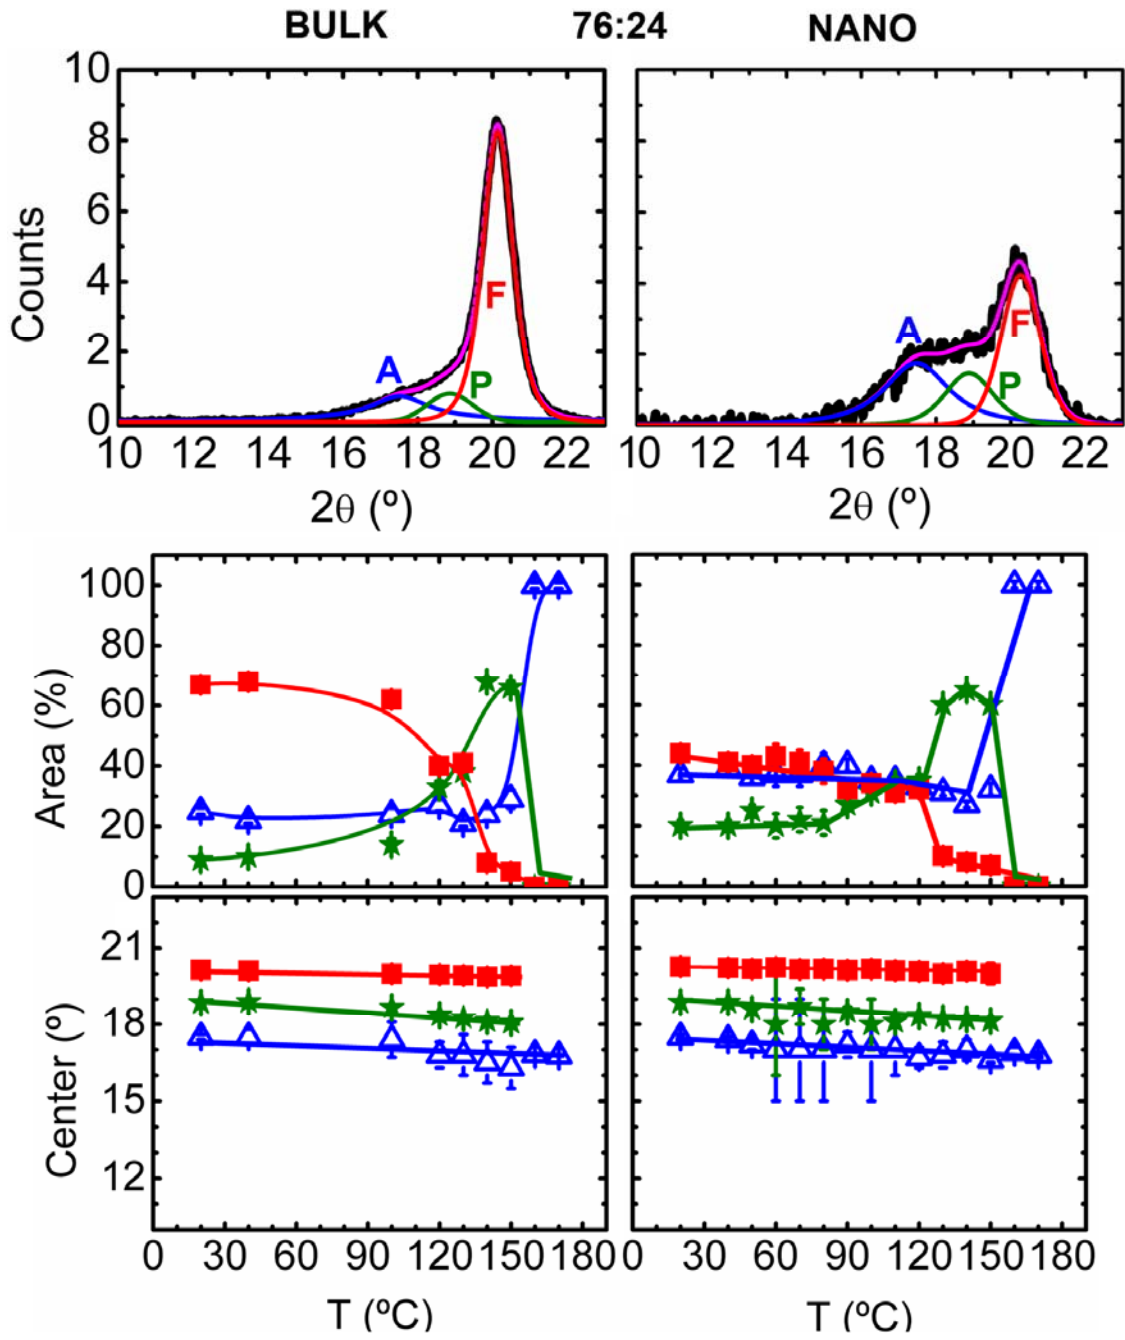 BULK 76:24 NANO
10
8
6
4
2
0
Counts
A
P
F
A
P
F
10 12 14 16 18 20 22
10 12 14 16 18 20 22
2θ (º)
2θ (º)
100
80
60
40
20
0
Area (%)
21
18
15
12
Center (º)
0 30 60 90 120 150 180
0 30 60 90 120 150 180
T (ºC)
T (ºC)